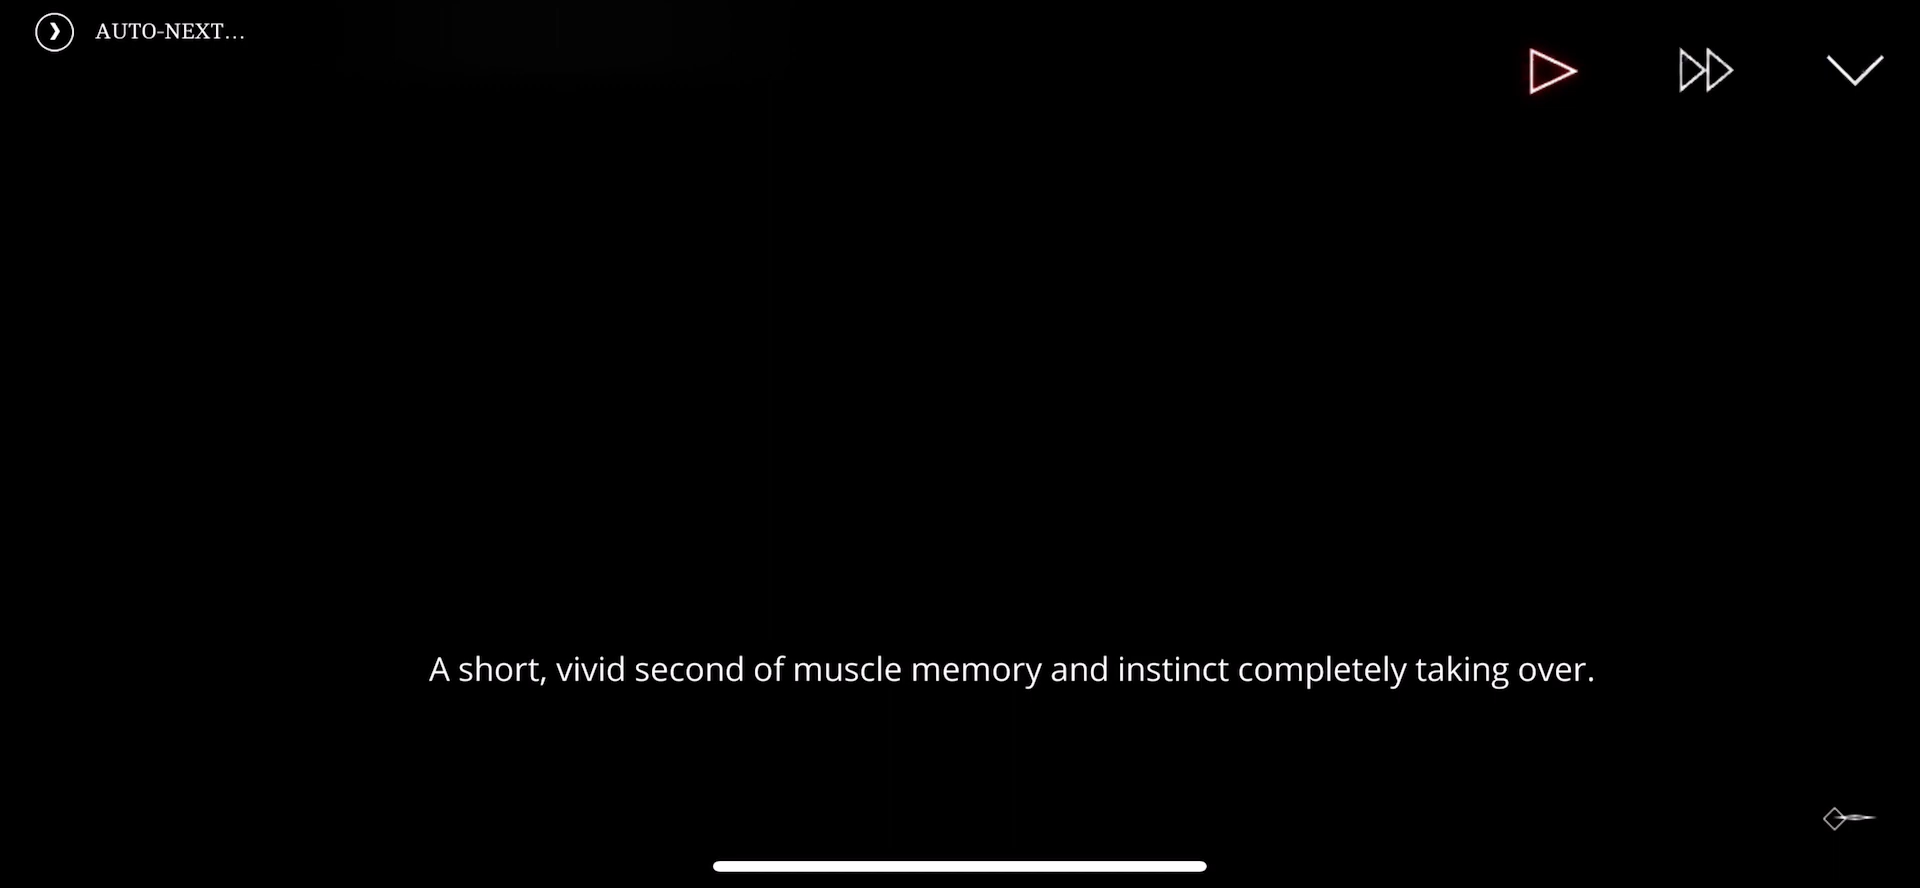 AUTO-NEXT...
A short, vivid second of muscle memory and instinct completely taking over.